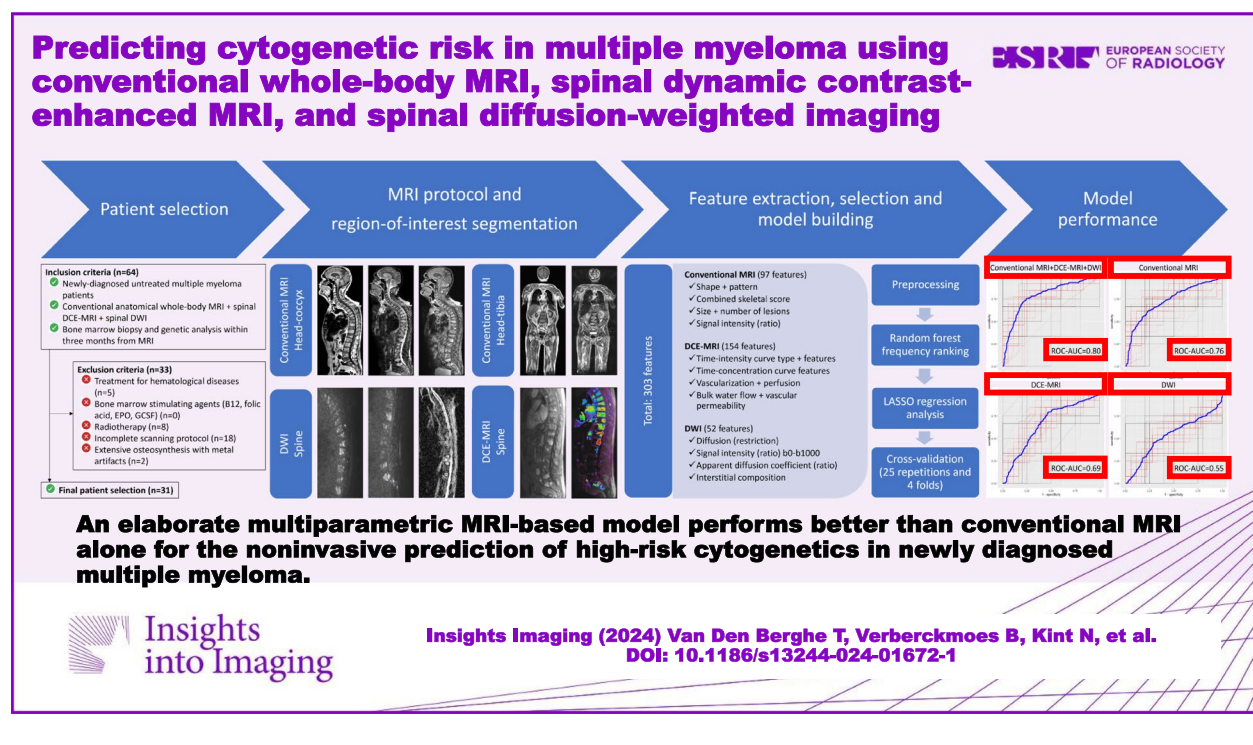 Predicting cytogenetic risk in multiple myeloma using
conventional whole-body MRI, spinal dynamic contrast-
enhanced MRI, and spinal diffusion-weighted imaging
EUROPEAN SOCIETY
OF RADIOLOGY
Patient selection
MRI protocol and
region-of-interest segmentation
Feature extraction, selection and
model building
Model
performance
Inclusion criteria (n=64)
Newly-diagnosed untreated multiple myeloma
patients
Conventional anatomical whole-body MRI + spinal
DCE-MRI + spinal DWI
Bone marrow biopsy and genetic analysis within
three months from MRI
Exclusion criteria (n=33)
Treatment for hematological diseases
(n=5)
Bone marrow stimulating agents (B12, folic
acid, EPO, GCSF) (n=0)
Radiotherapy (n=8)
Incomplete scanning protocol (n=18)
Extensive osteosynthesis with metal
artifacts (n=2)
Final patient selection (n=31)
Conventional MRI
Head-coccyx
Conventional MRI
Head-tibia
DWI
Spine
DCE-MRI
Spine
Total: 303 features
Conventional MRI (97 features)
✓Shape + pattern
✓Combined skeletal score
✓Size + number of lesions
✓Signal intensity (ratio)
DCE-MRI (154 features)
✓Time-intensity curve type + features
✓Time-concentration curve features
✓Vascularization + perfusion
✓Bulk water flow + vascular
permeability
DWI (52 features)
✓Diffusion (restriction)
✓Signal intensity (ratio) b0-b1000
✓Apparent diffusion coefficient (ratio)
✓Interstitial composition
Preprocessing
Random forest
frequency ranking
LASSO regression
analysis
Cross-validation
(25 repetitions and
4 folds)
Conventional MRI+DCE-MRI+DWI
ROC-AUC=0.80
Conventional MRI
ROC-AUC=0.76
DCE-MRI
ROC-AUC=0.69
DWI
ROC-AUC=0.55
An elaborate multiparametric MRI-based model performs better than conventional MRI
alone for the noninvasive prediction of high-risk cytogenetics in newly diagnosed
multiple myeloma.
Insights
into Imaging
Insights Imaging (2024) Van Den Berghe T, Verberckmoes B, Kint N, et al.
DOI: 10.1186/s13244-024-01672-1